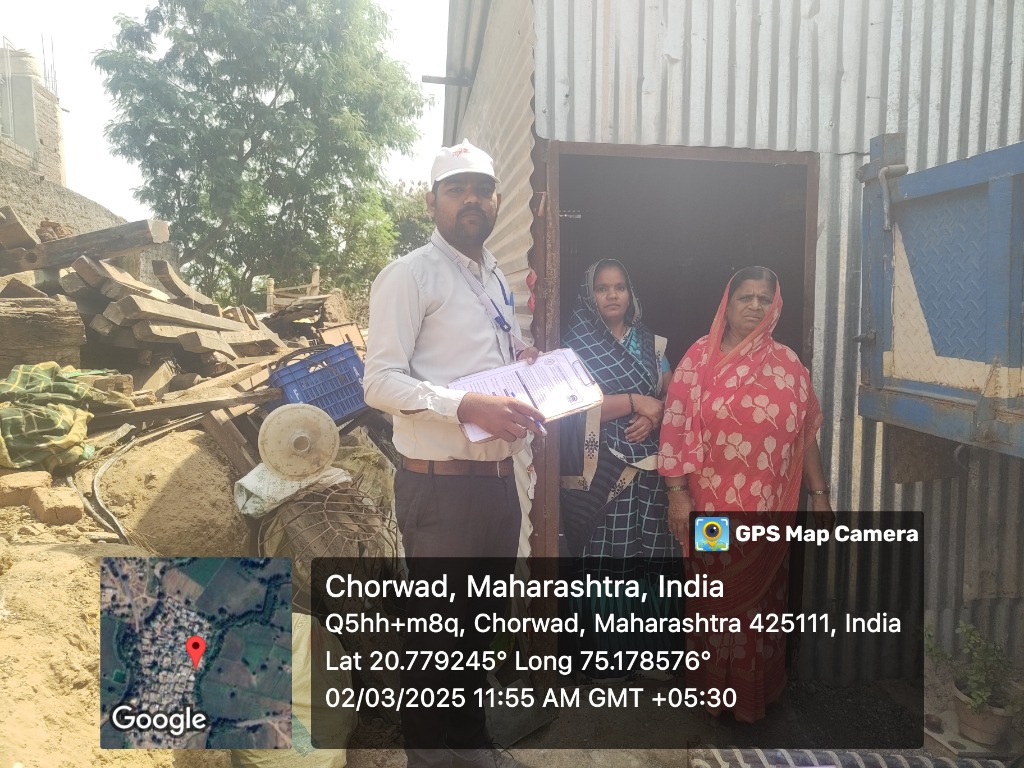 GPS Map Camera
Chorwad, Maharashtra, India
Q5hh+m8q, Chorwad, Maharashtra 425111, India
Lat 20.779245° Long 75.178576°
02/03/2025 11:55 AM GMT +05:30
Google